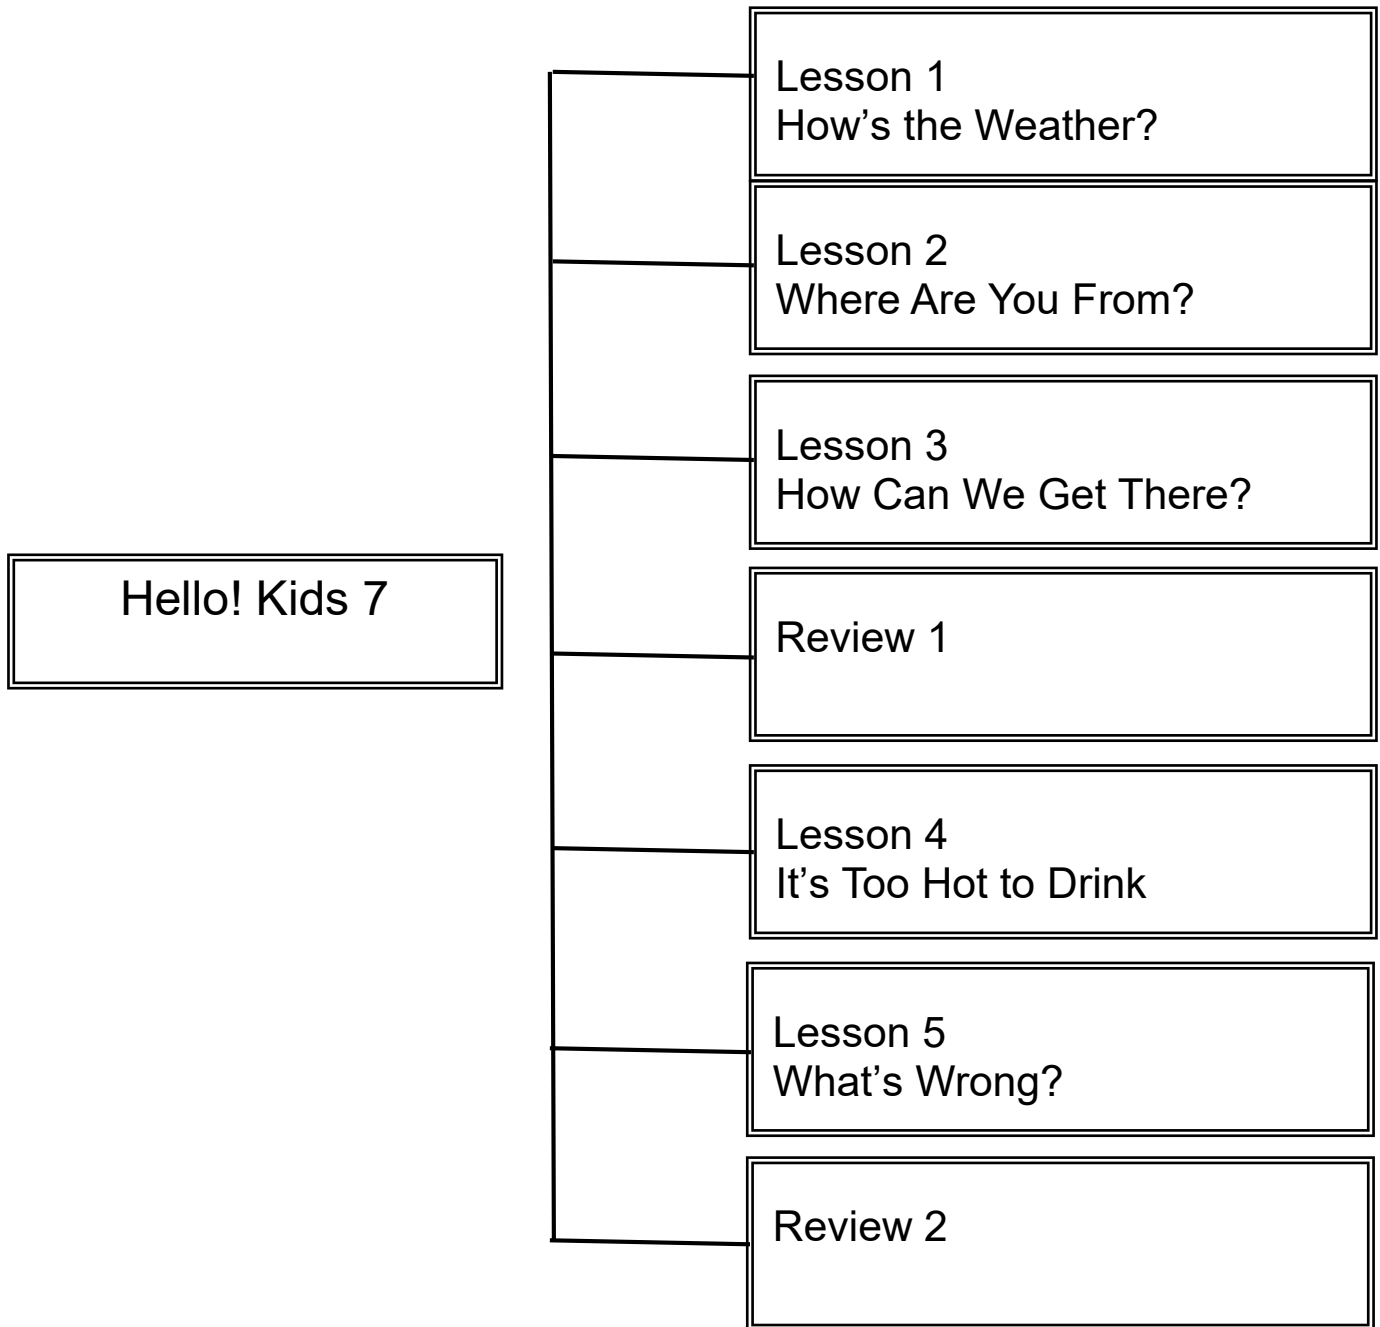 Lesson 1
How’s the Weather?
Lesson 2
Where Are You From?
Lesson 3
How Can We Get There?
Hello! Kids 7
Review 1
Lesson 4
It’s Too Hot to Drink
Lesson 5
What’s Wrong?
Review 2